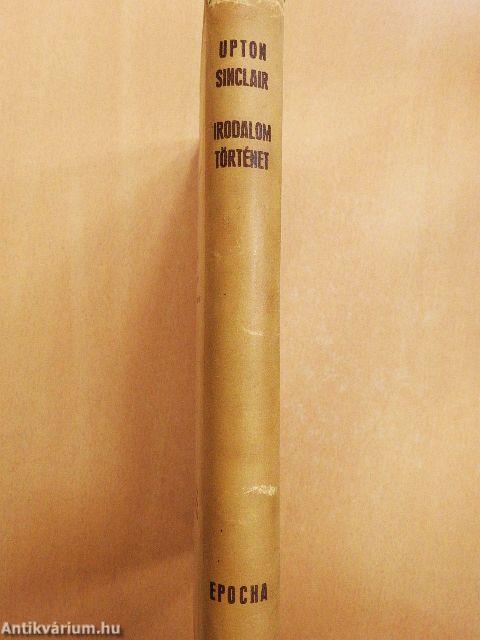 UPTON
SINCLAIR
IRODALOM
TÖRTÉNET
EPOCHA
Antikvárium.hu